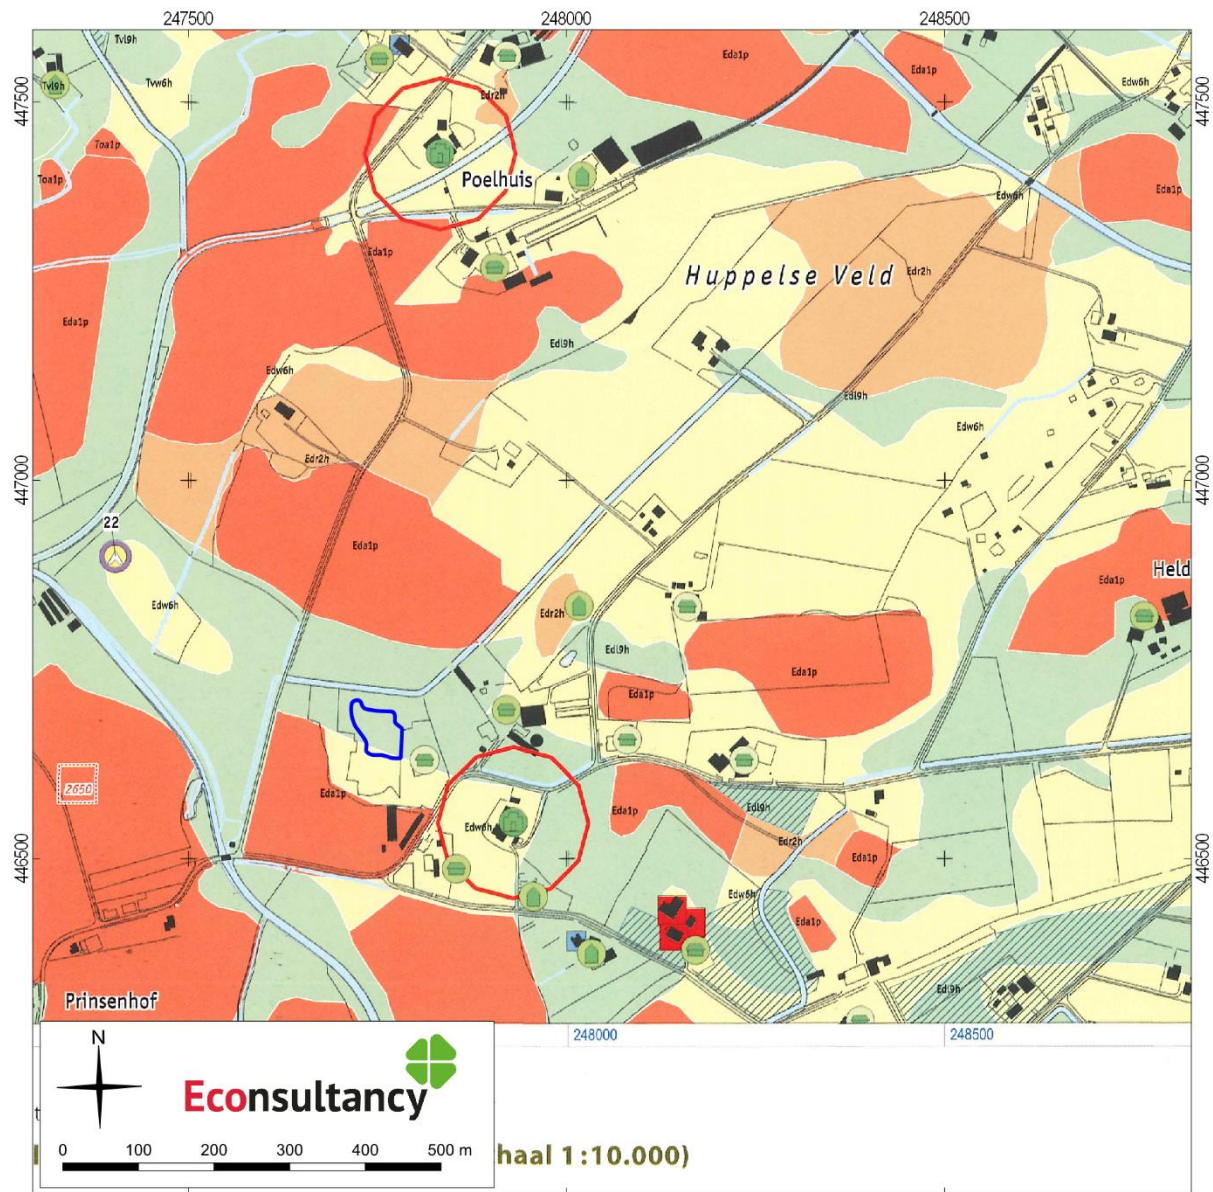 247500 248000 248500
Tvl9h
Eda1p
Eda1p
Tvw6h
Tvl9h
Edr2h
447500 447500
Toa1p
Toa1p
Poelhuis
Eda1p
Edw6h
Eda1p
Huppelse Veld
Edr2h
Eda1p
Edl9h
Edw6h
Edl9h
Edw6h
Edr2h
447000 447000
22
Eda1p
Held
Eda1p
Edw6h
Edr2h
Edl9h
Eda1p
Eda1p
2650
Eda1p
Eda1p
Edl9h
Edw6h
Edr2h
Eda1p
446500 446500
Edw6h
Eda1p
Edl9h
Prinsenhof
248000 248500
N
Econsultancy
t
0 100 200 300 400 500 m
haal 1:10.000)